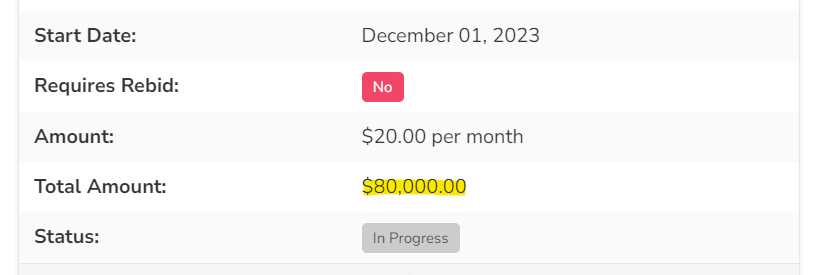 Start Date: December 01, 2023
Requires Rebid: No
Amount: $20.00 per month
Total Amount: $80,000.00
Status: In Progress